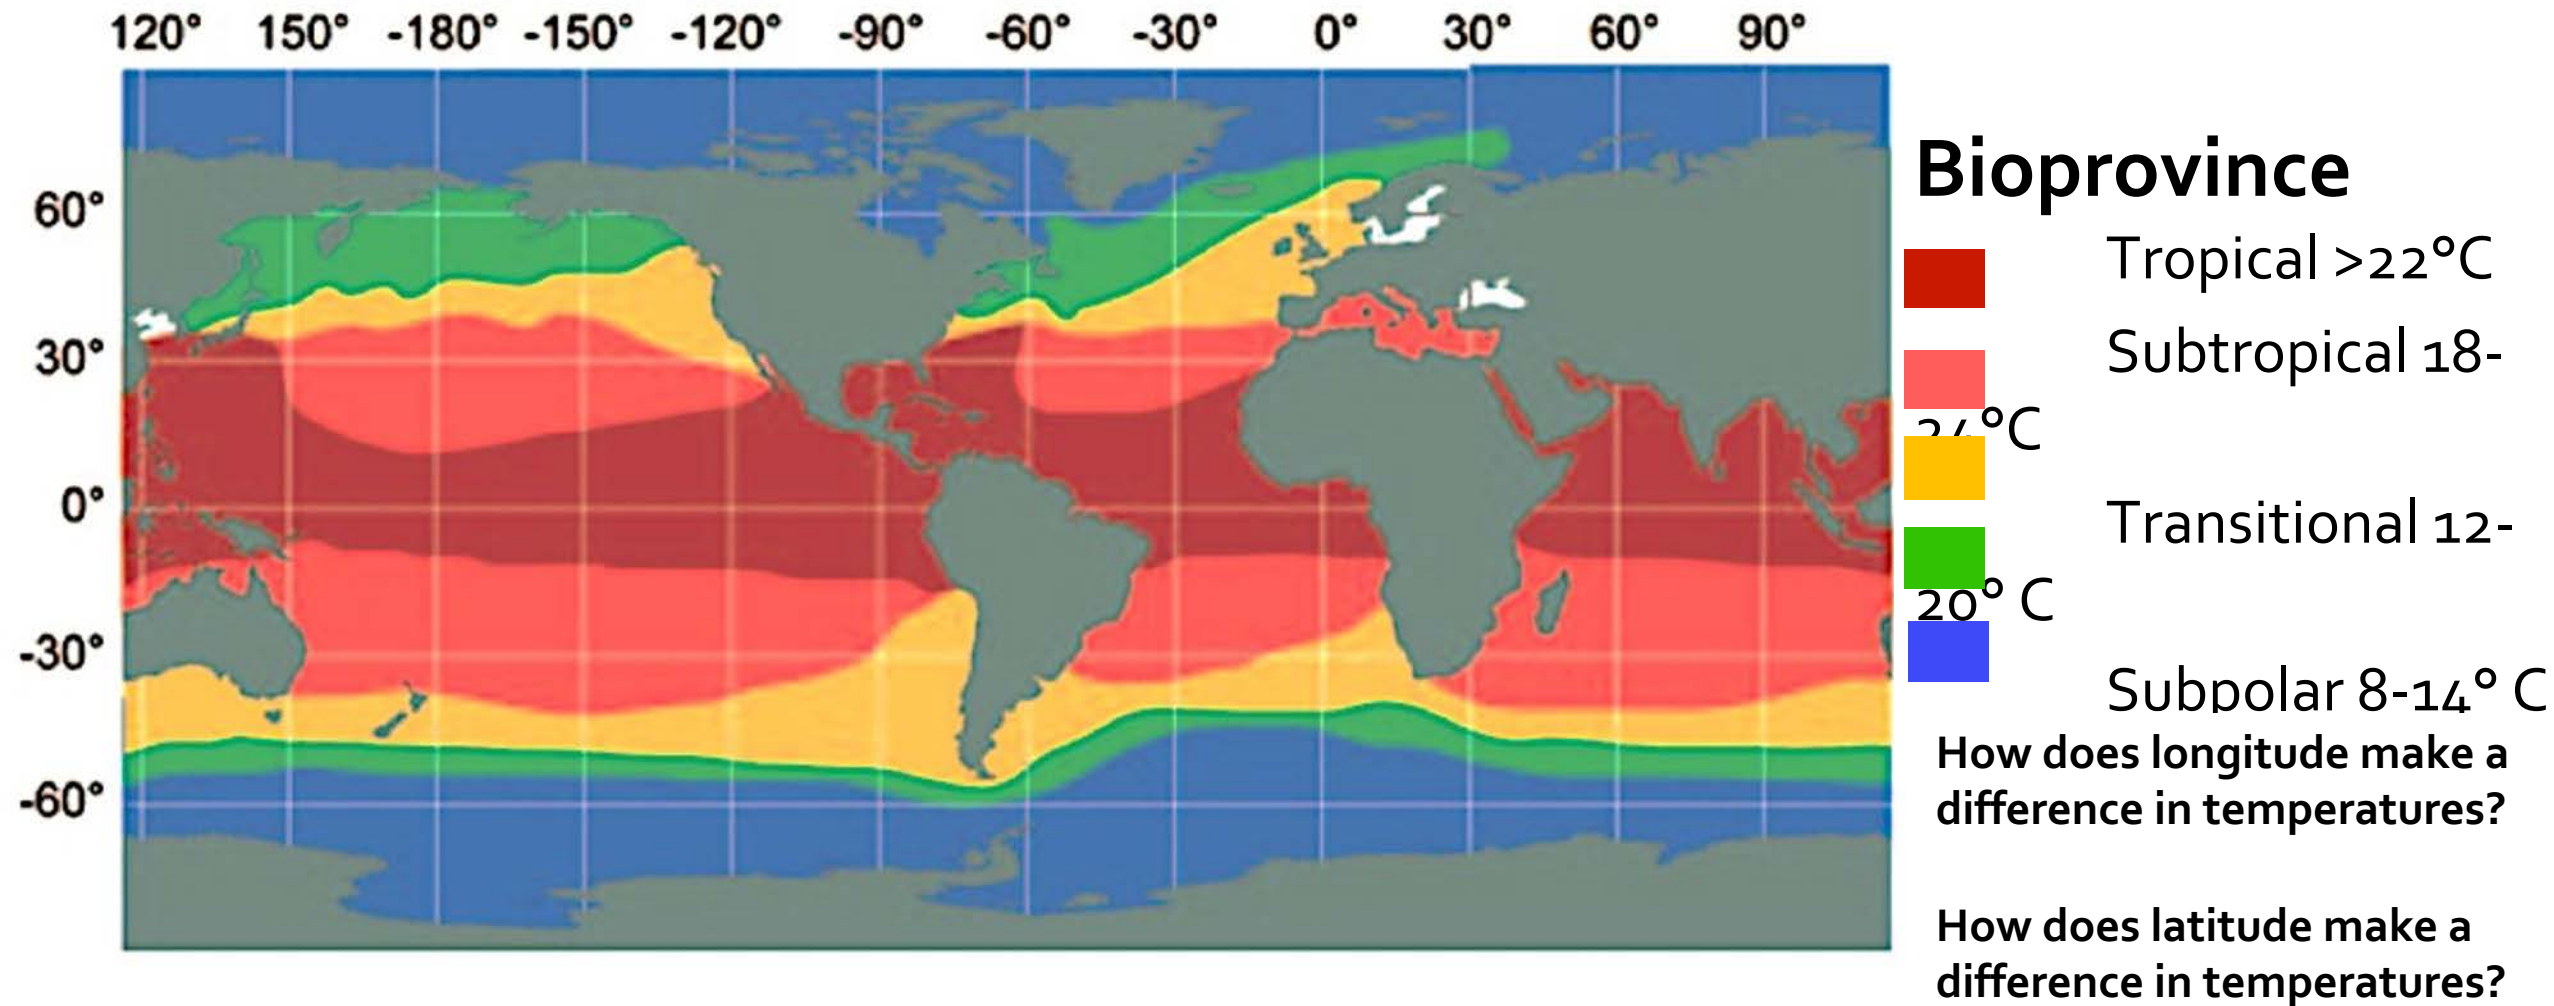 120° 150° -180° -150° -120° -90° -60° -30° 0° 30° 60° 90°
60°
30°
0°
-30°
-60°
Bioprovince
Tropical >22°C
Subtropical 18-
24°C
Transitional 12-
20° C
Subpolar 8-14° C
How does longitude make a
difference in temperatures?
How does latitude make a
difference in temperatures?